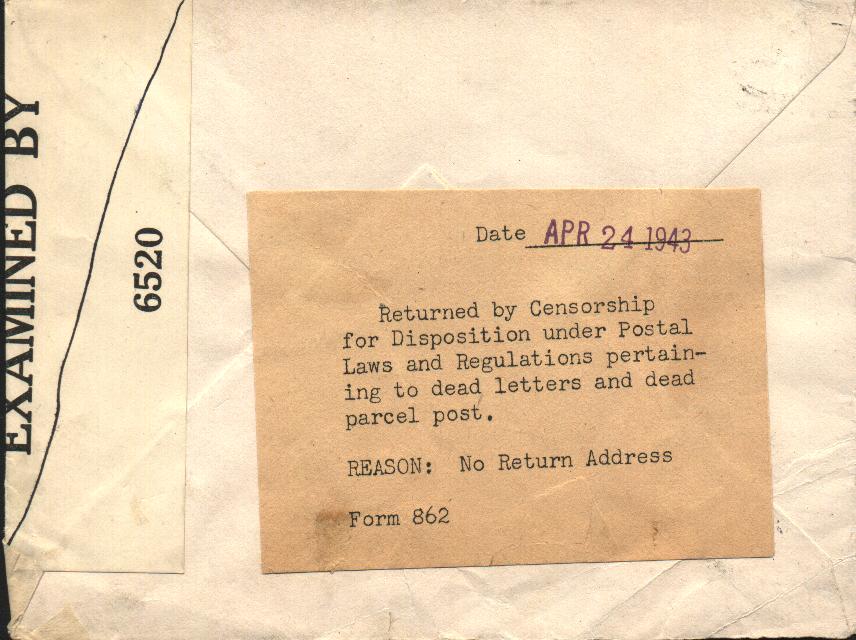 EXAMINED BY
6520
Date APR 24 1943
Returned by Censorship
for Disposition under Postal
Laws and Regulations pertain-
ing to dead letters and dead
parcel post.
REASON: No Return Address
Form 862